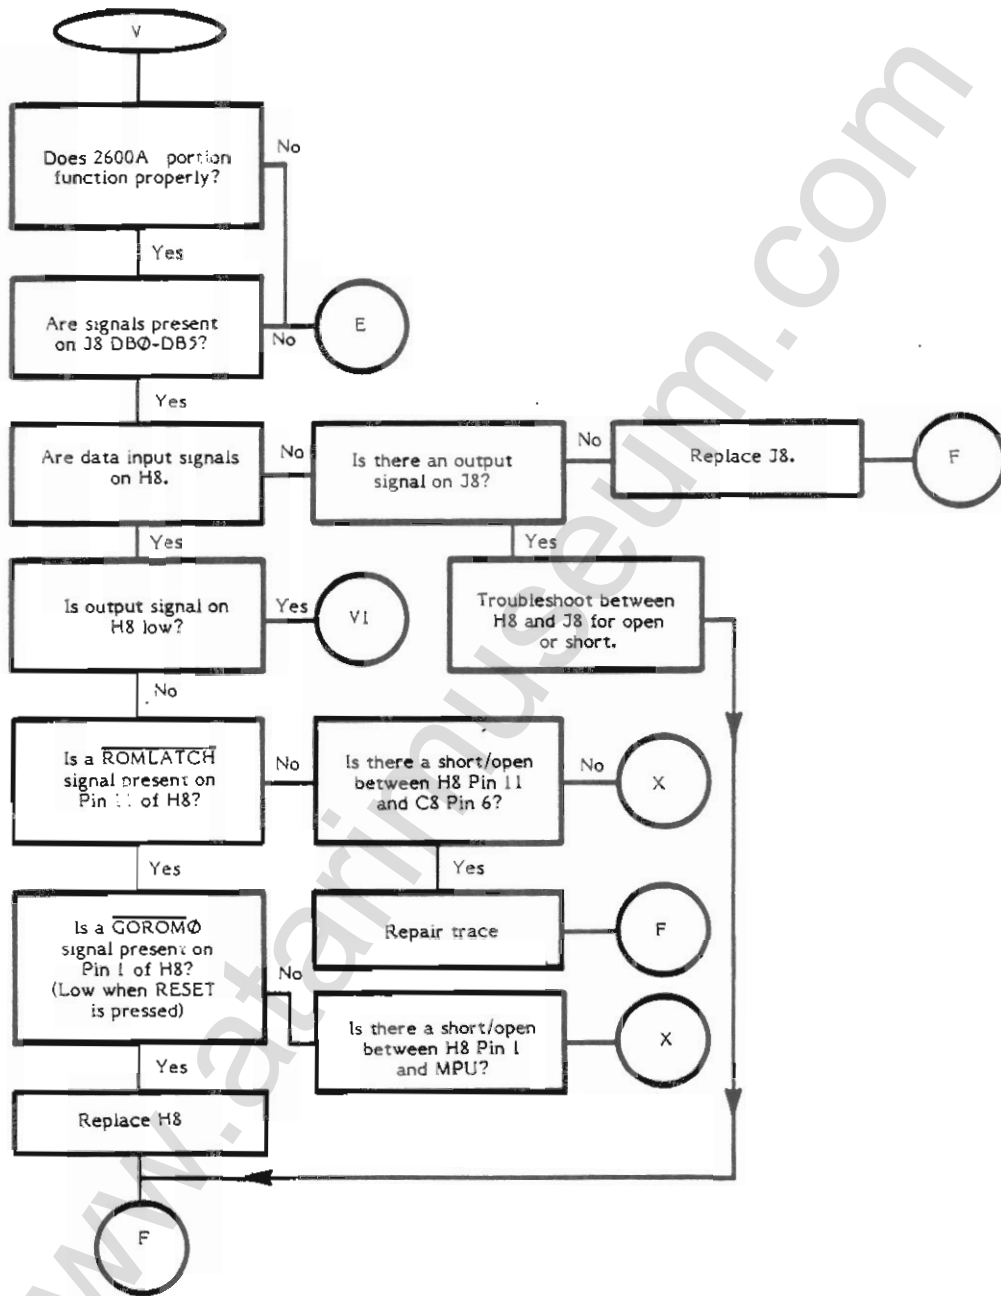 V
Does 2600A portion
function properly?
No
Yes
Are signals present
on J8 DBØ-DB5?
No
E
Yes
Are data input signals
on H8.
No
Is there an output
signal on J8?
No
Replace J8.
F
Yes
Yes
Is output signal on
H8 low?
Yes
V1
Troubleshoot between
H8 and J8 for open
or short.
No
Is a ROMLATCH
signal present on
Pin 11 of H8?
No
Is there a short/open
between H8 Pin 11
and C8 Pin 6?
No
X
Yes
Yes
Is a GOROMØ
signal present on
Pin 1 of H8?
(Low when RESET
is pressed)
No
Repair trace
F
Is there a short/open
between H8 Pin 1
and MPU?
X
Yes
Replace H8
F
www.atarimuseum.com